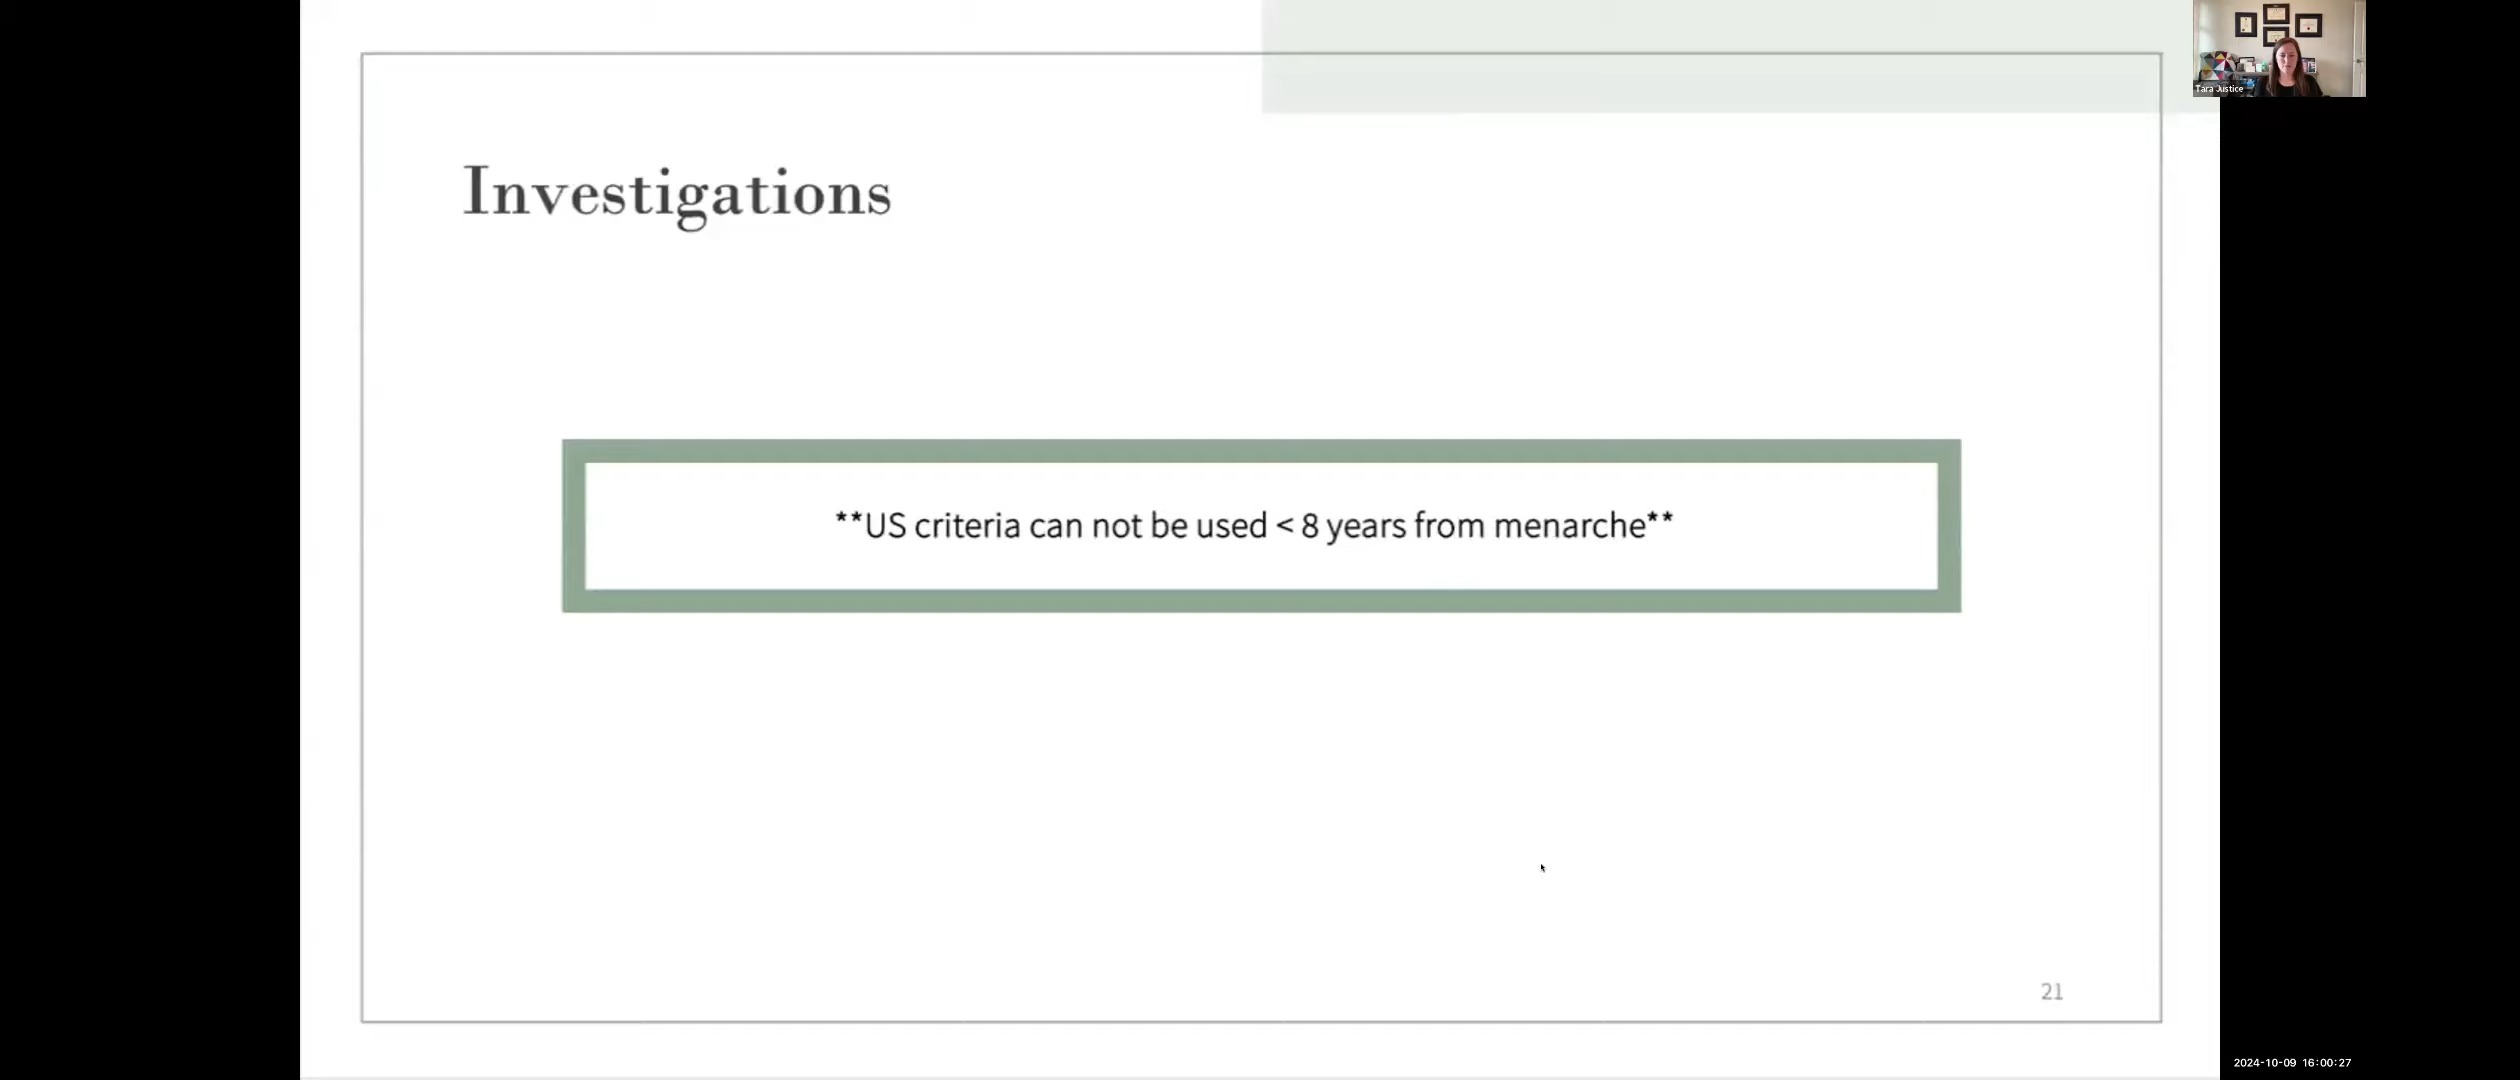 Tara Justice
Investigations
**US criteria can not be used < 8 years from menarche**
21
2024-10-09 16:00:27